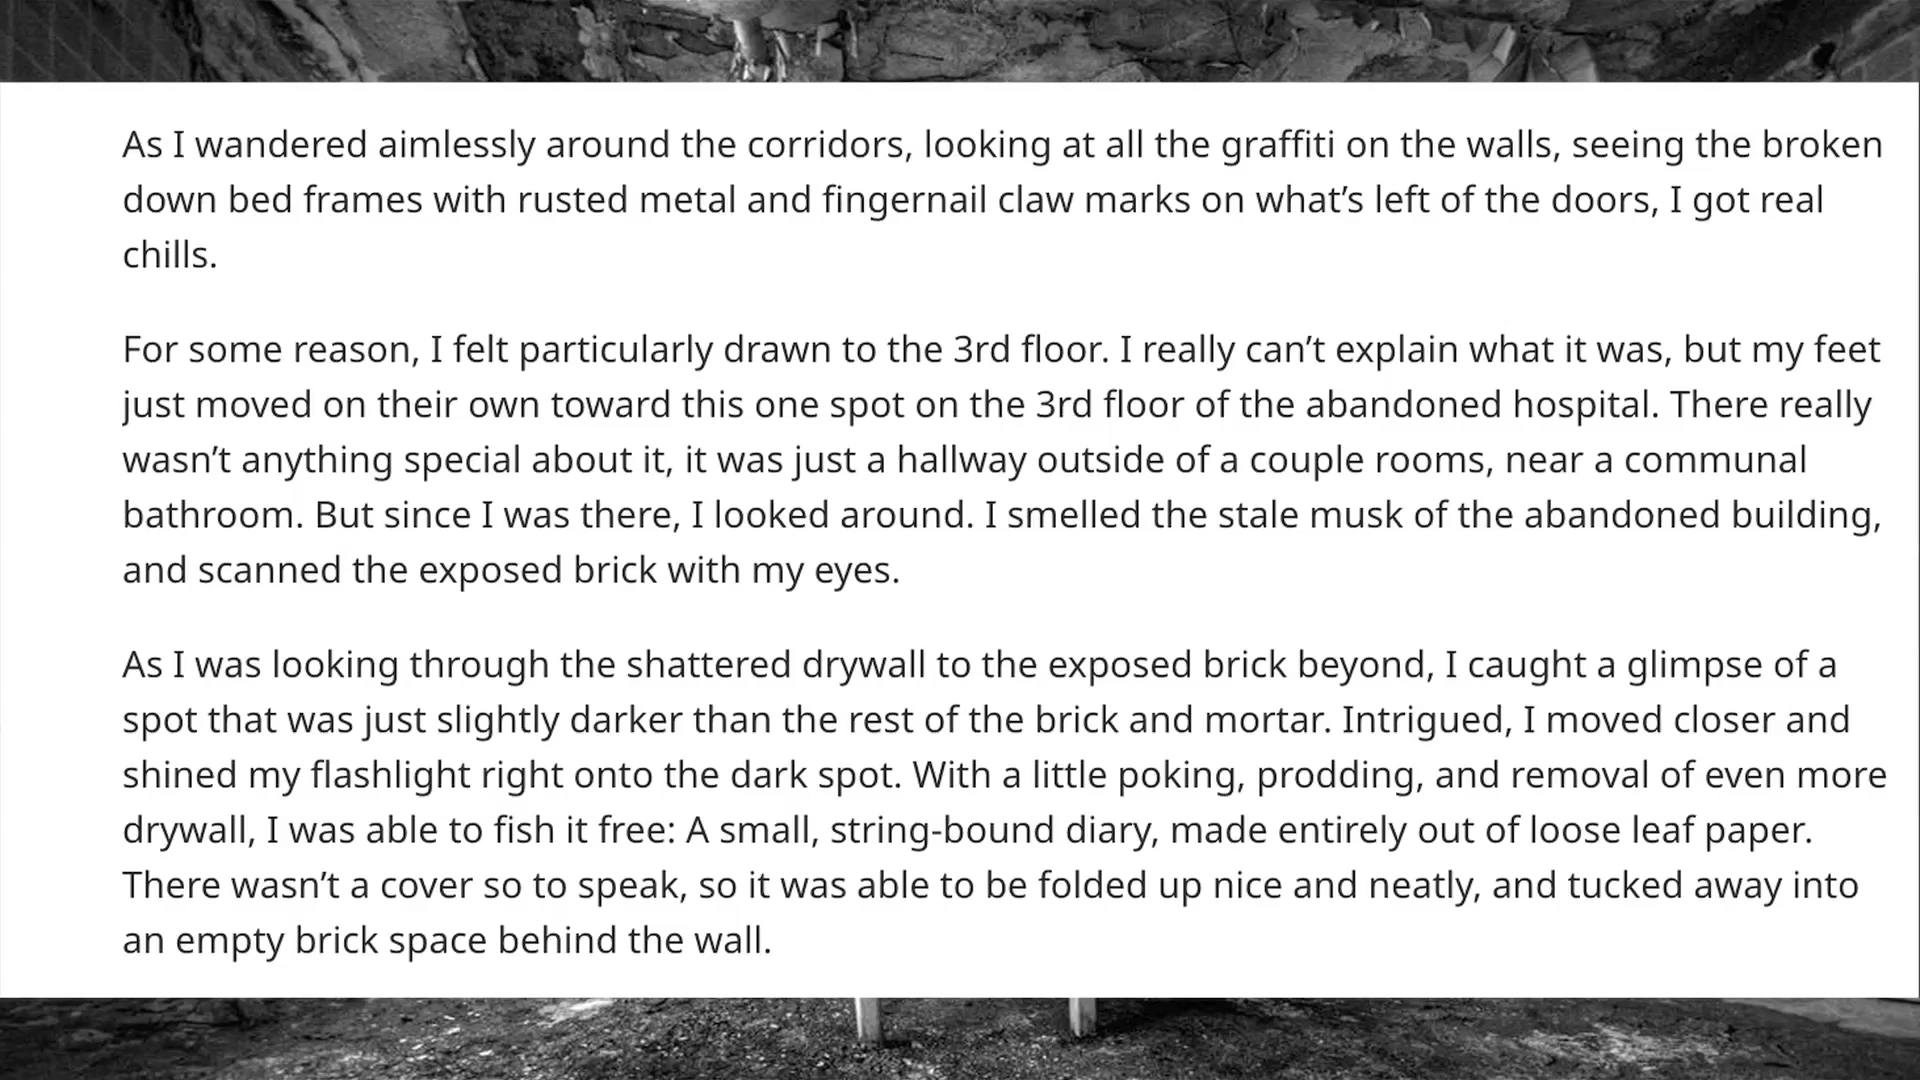 As I wandered aimlessly around the corridors, looking at all the graffiti on the walls, seeing the broken
down bed frames with rusted metal and fingernail claw marks on what’s left of the doors, I got real
chills.
For some reason, I felt particularly drawn to the 3rd floor. I really can’t explain what it was, but my feet
just moved on their own toward this one spot on the 3rd floor of the abandoned hospital. There really
wasn’t anything special about it, it was just a hallway outside of a couple rooms, near a communal
bathroom. But since I was there, I looked around. I smelled the stale musk of the abandoned building,
and scanned the exposed brick with my eyes.
As I was looking through the shattered drywall to the exposed brick beyond, I caught a glimpse of a
spot that was just slightly darker than the rest of the brick and mortar. Intrigued, I moved closer and
shined my flashlight right onto the dark spot. With a little poking, prodding, and removal of even more
drywall, I was able to fish it free: A small, string-bound diary, made entirely out of loose leaf paper.
There wasn’t a cover so to speak, so it was able to be folded up nice and neatly, and tucked away into
an empty brick space behind the wall.